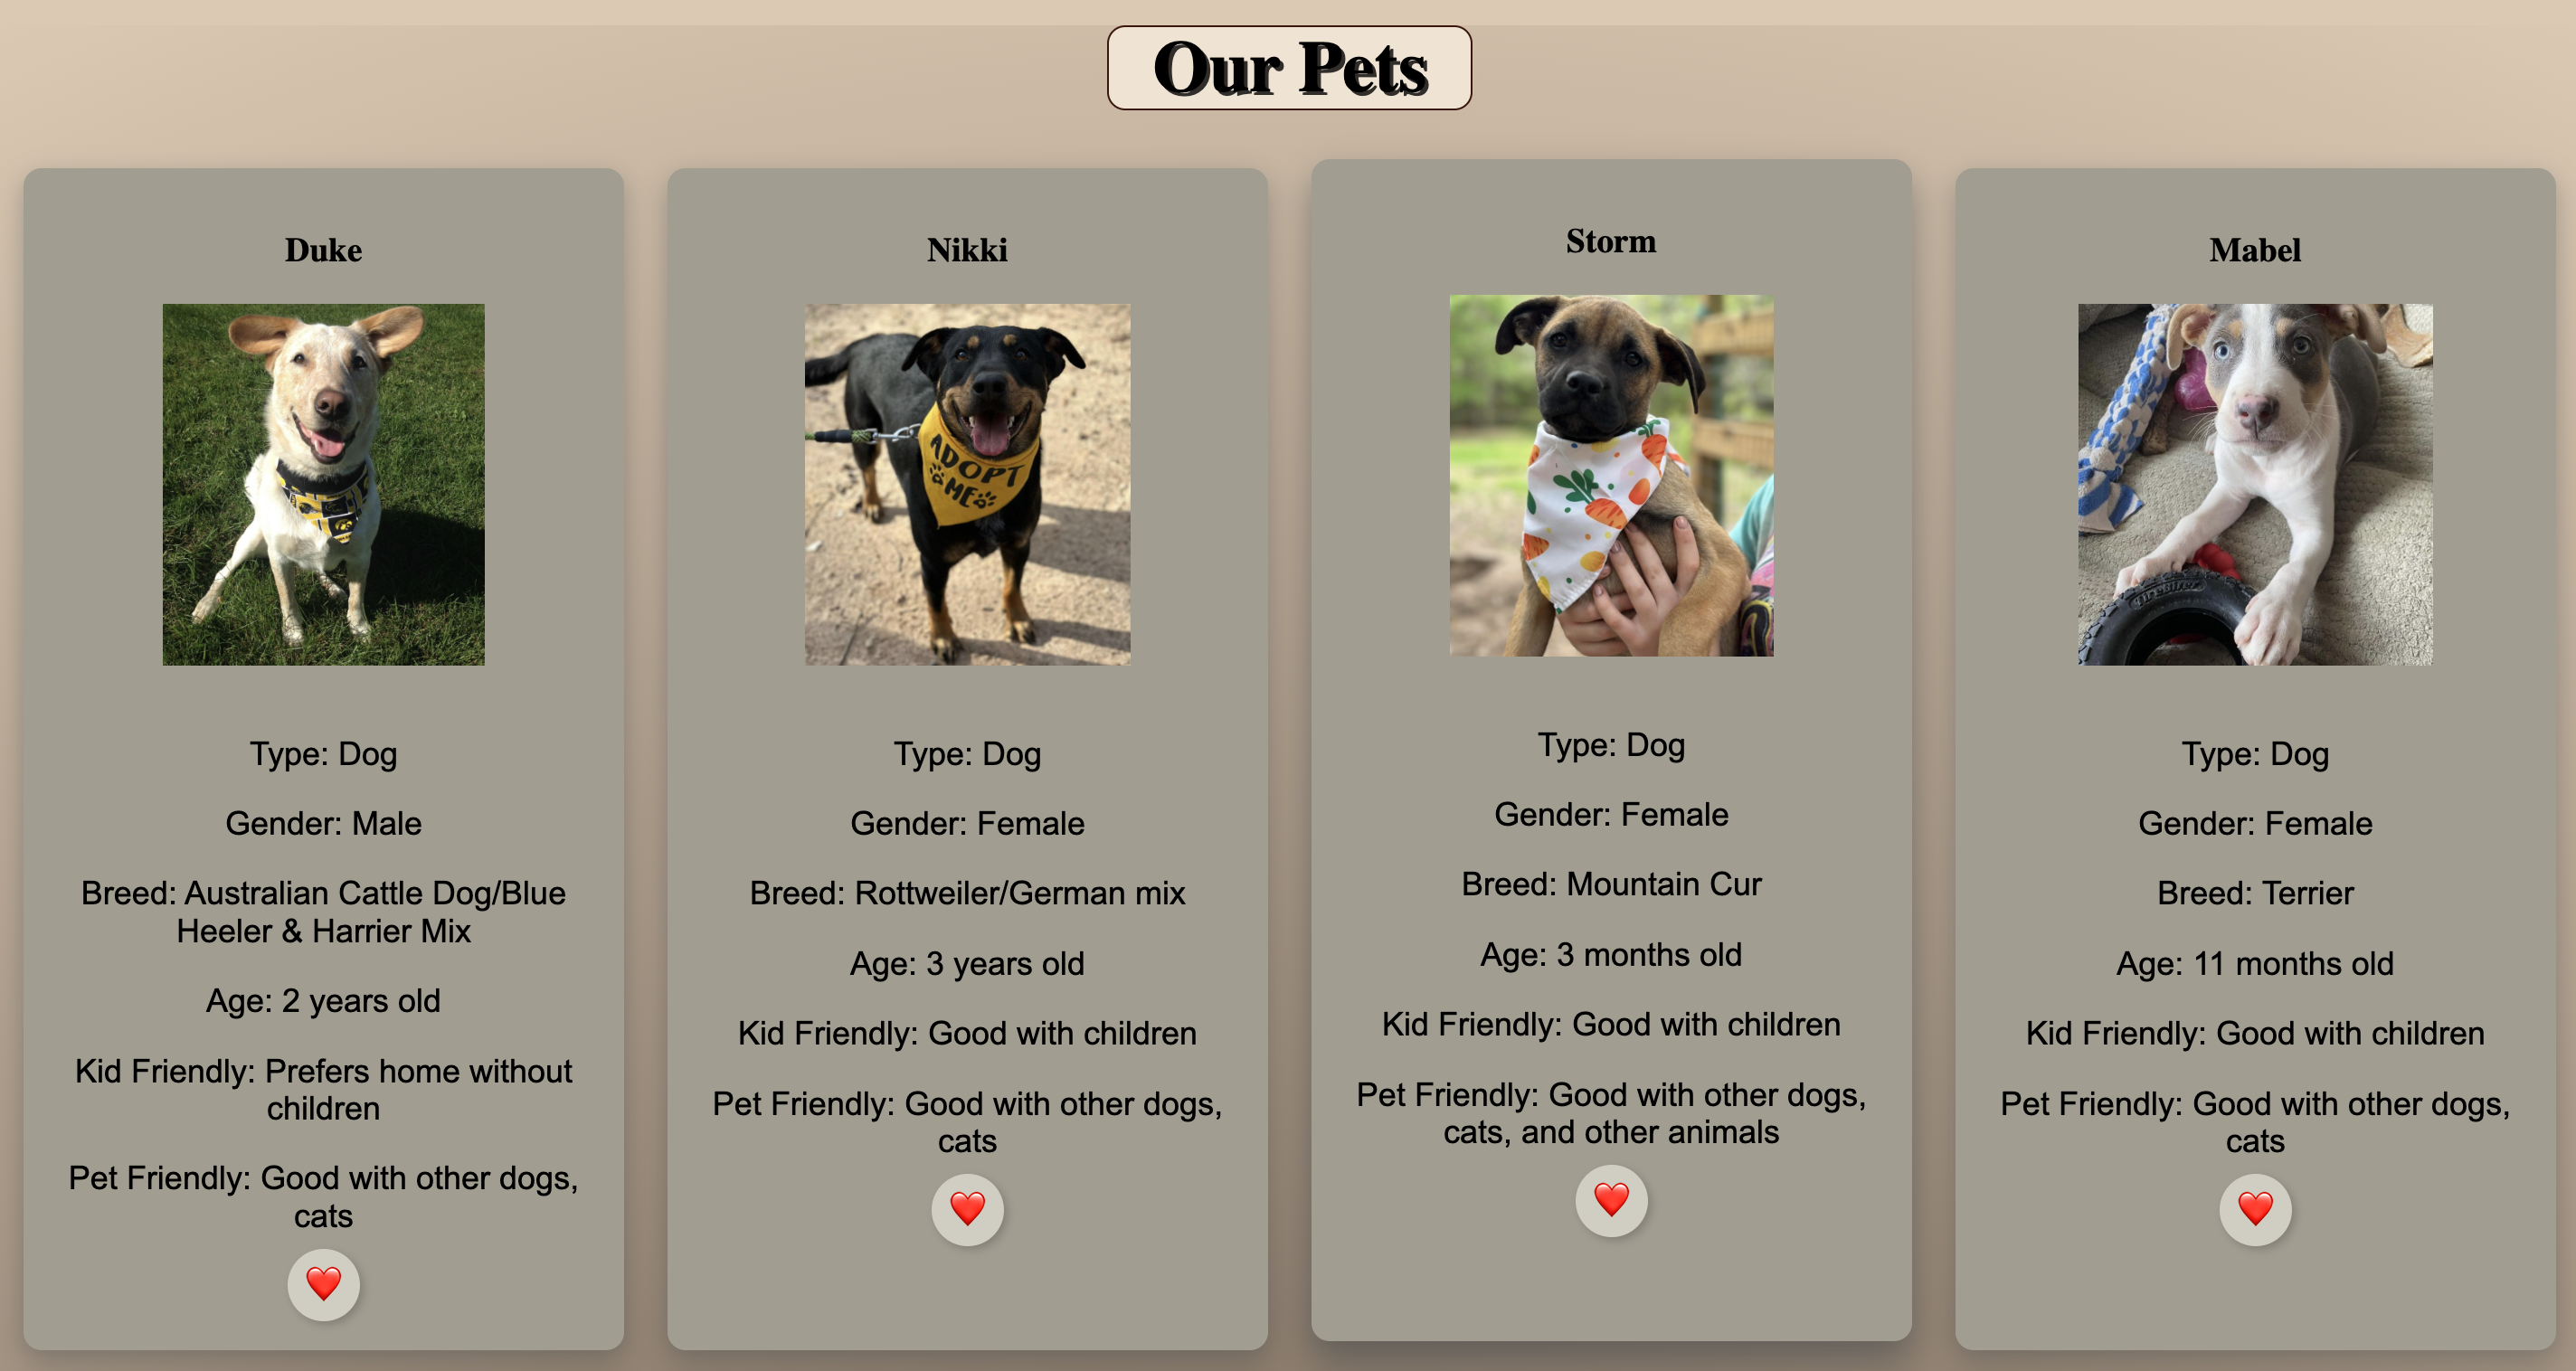 Our Pets
Duke
ADOPT
ME
Type: Dog
Gender: Male
Breed: Australian Cattle Dog/Blue
Heeler & Harrier Mix
Age: 2 years old
Kid Friendly: Prefers home without
children
Pet Friendly: Good with other dogs,
cats
Nikki
Type: Dog
Gender: Female
Breed: Rottweiler/German mix
Age: 3 years old
Kid Friendly: Good with children
Pet Friendly: Good with other dogs,
cats
Storm
Type: Dog
Gender: Female
Breed: Mountain Cur
Age: 3 months old
Kid Friendly: Good with children
Pet Friendly: Good with other dogs,
cats, and other animals
Mabel
Type: Dog
Gender: Female
Breed: Terrier
Age: 11 months old
Kid Friendly: Good with children
Pet Friendly: Good with other dogs,
cats